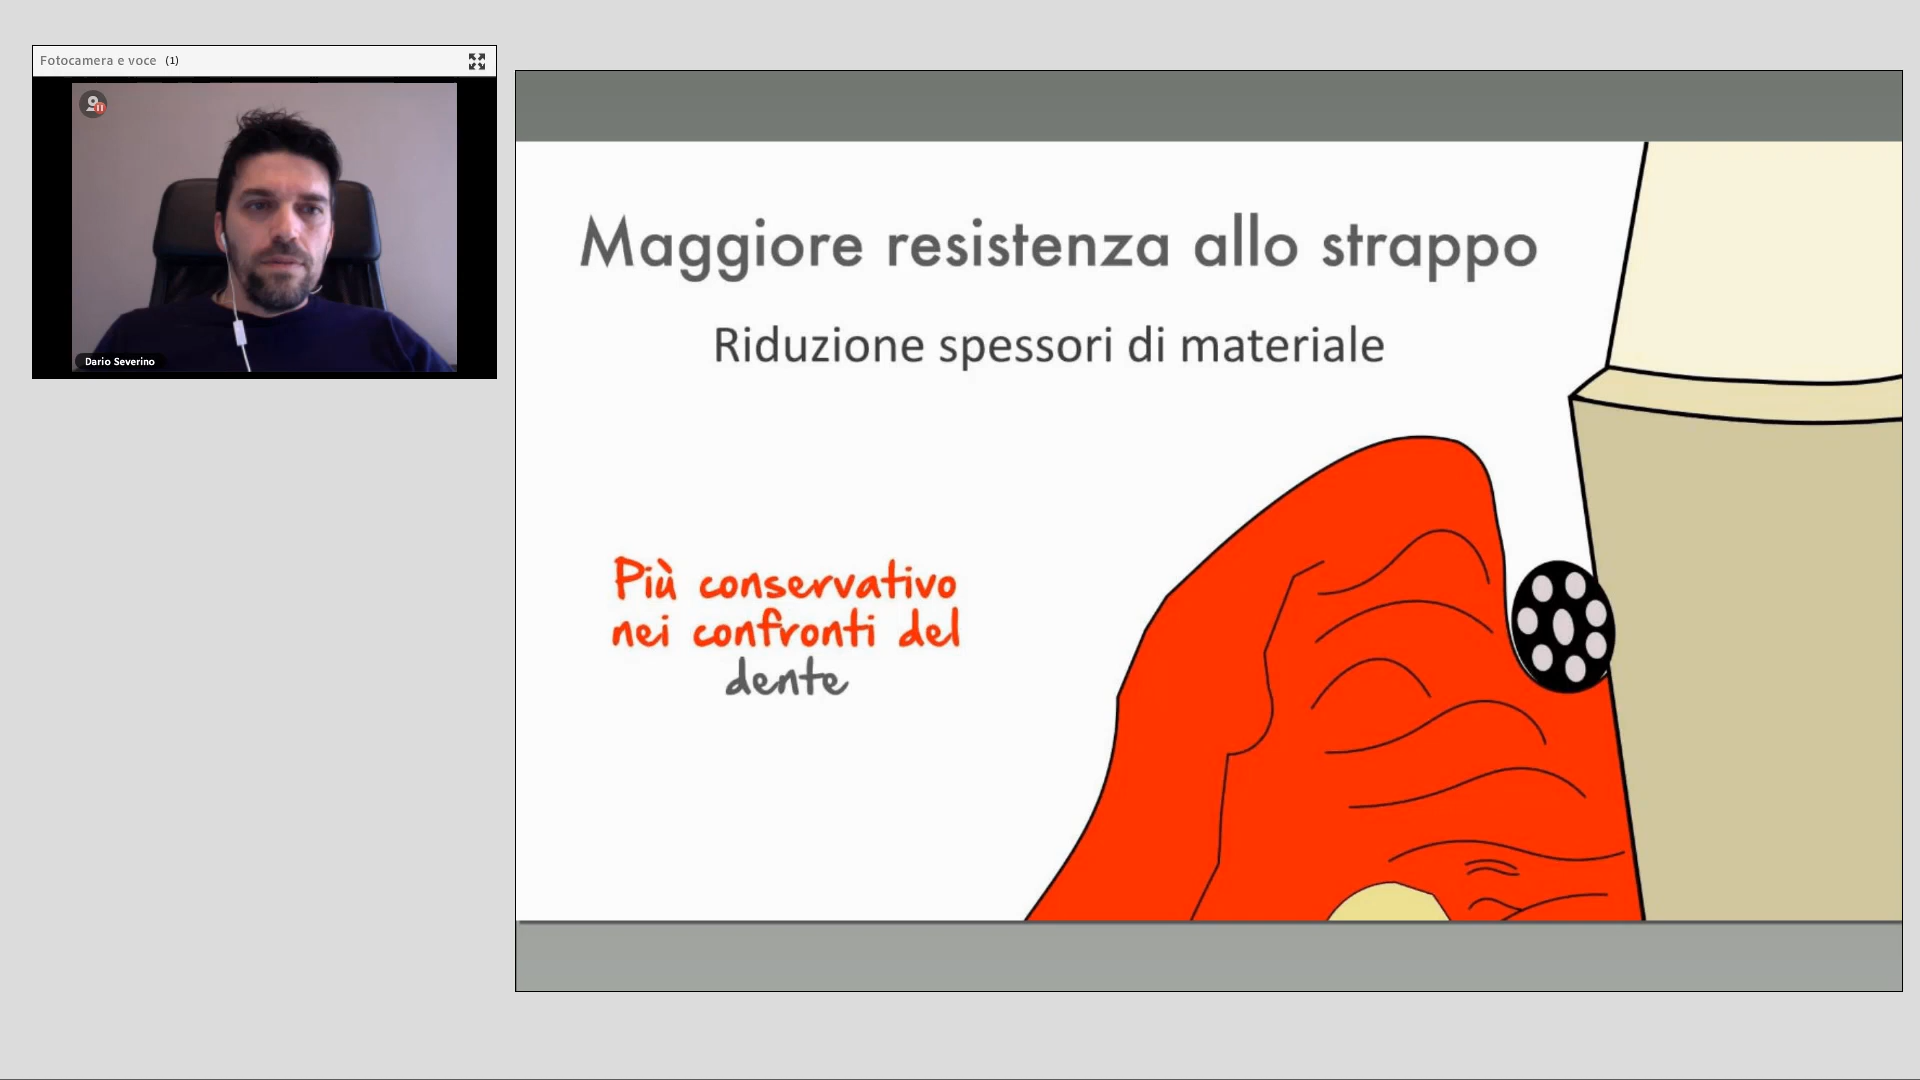 Fotocamera e voce (1)
Dario Severino
Maggiore resistenza allo strappo
Riduzione spessori di materiale
Più conservativo
nei confronti del
dente